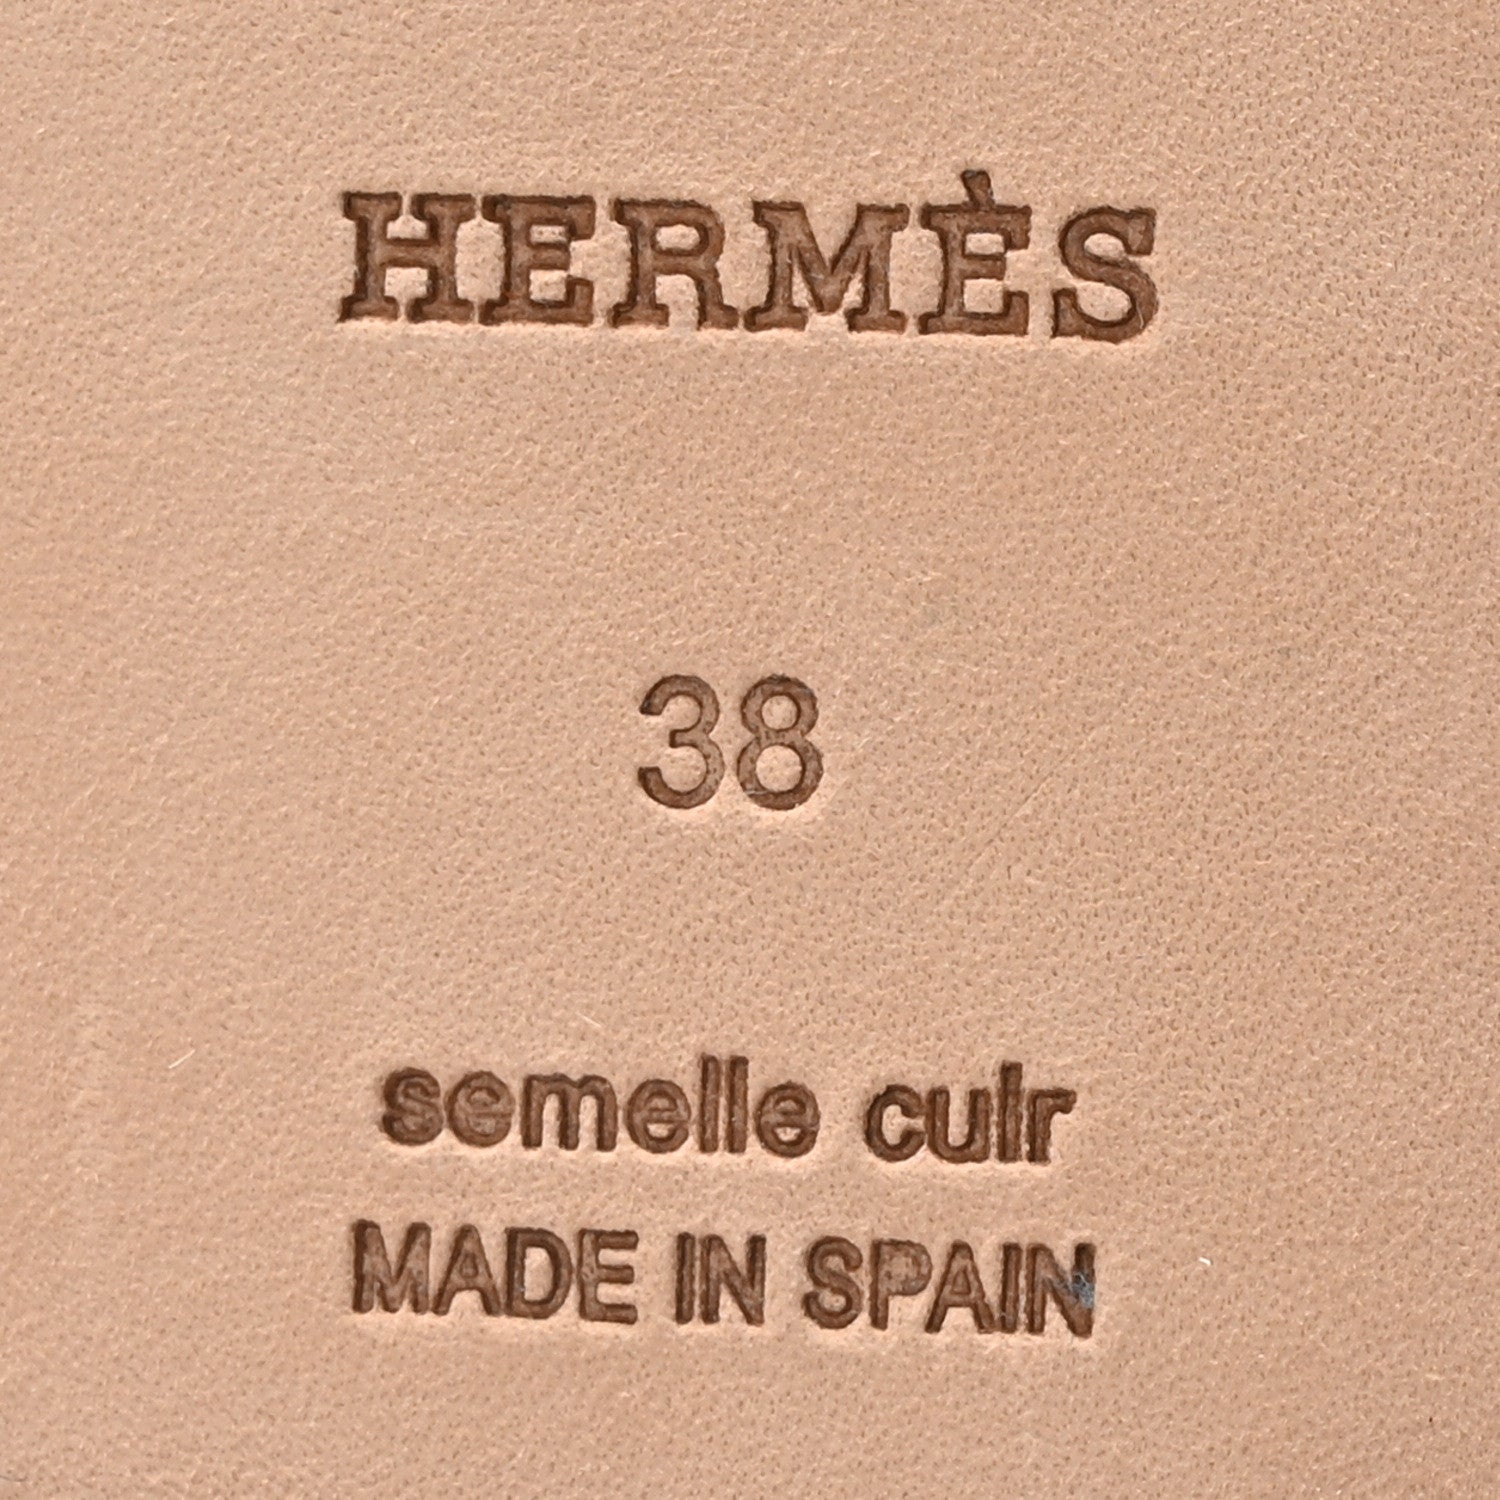 HERMÈS
38
semelle cuir
MADE IN SPAIN